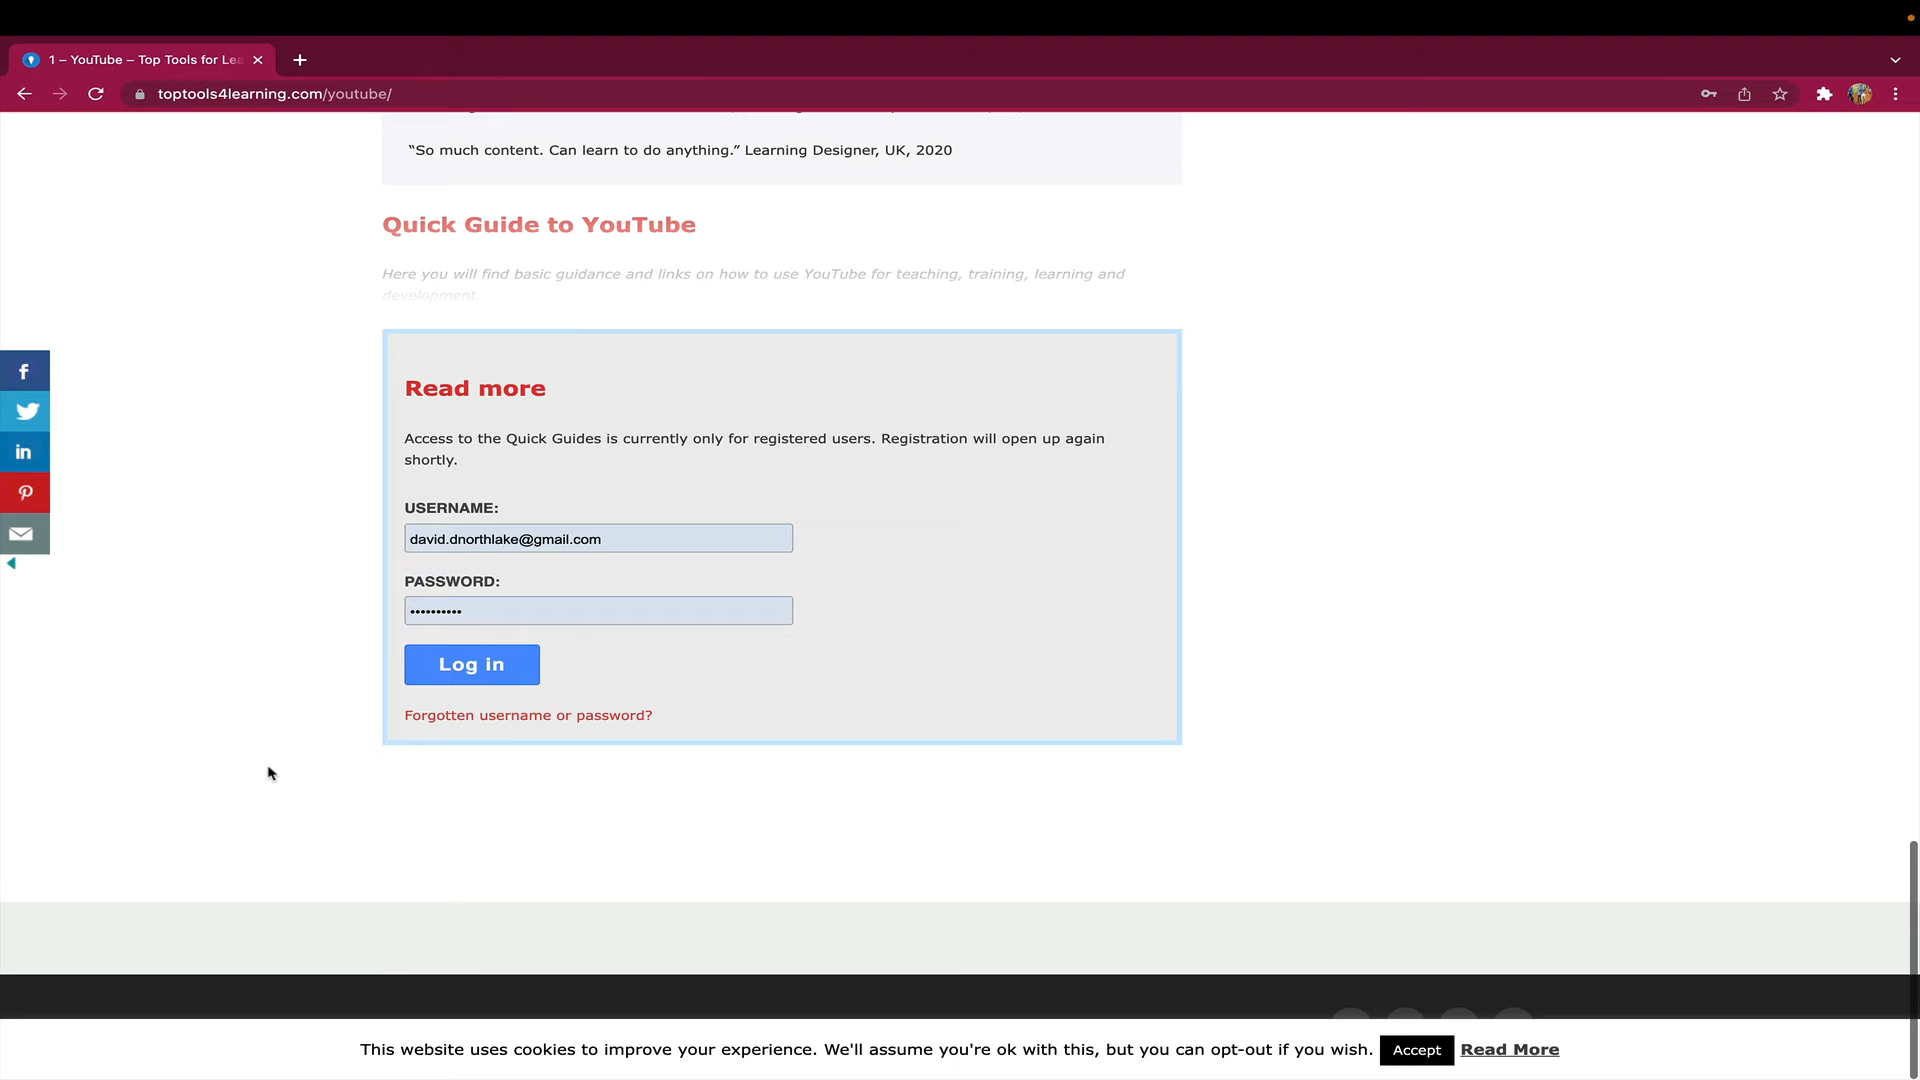 1 – YouTube – Top Tools for Lea
toptools4learning.com/youtube/
“So much content. Can learn to do anything.” Learning Designer, UK, 2020
Quick Guide to YouTube
Here you will find basic guidance and links on how to use YouTube for teaching, training, learning and
development.
Read more
Access to the Quick Guides is currently only for registered users. Registration will open up again
shortly.
USERNAME:
david.dnorthlake@gmail.com
PASSWORD:
••••••••••
Log in
Forgotten username or password?
This website uses cookies to improve your experience. We'll assume you're ok with this, but you can opt-out if you wish. Accept Read More